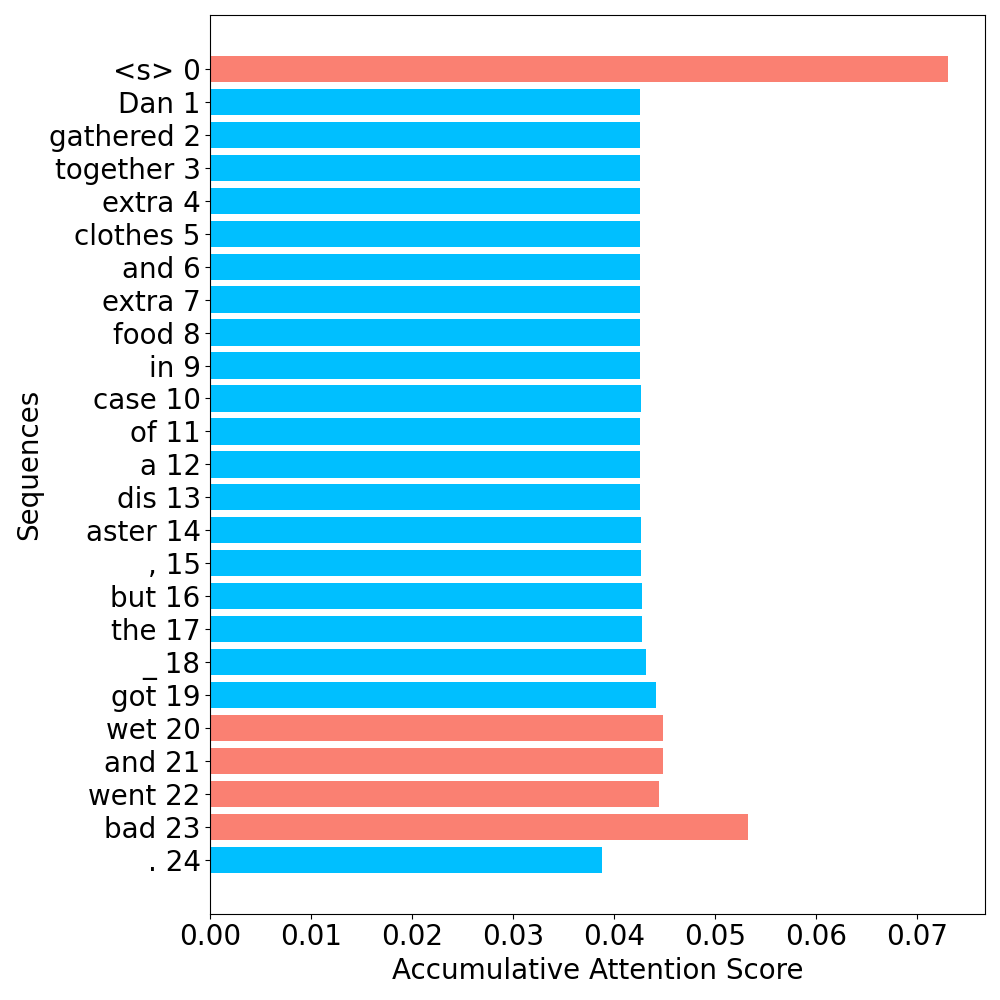 <s> 0
Dan 1
gathered 2
together 3
extra 4
clothes 5
and 6
extra 7
food 8
in 9
case 10
of 11
a 12
dis 13
aster 14
, 15
but 16
the 17
_ 18
got 19
wet 20
and 21
went 22
bad 23
. 24
Sequences
0.00 0.01 0.02 0.03 0.04 0.05 0.06 0.07
Accumulative Attention Score